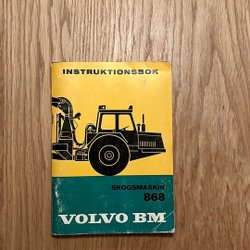 INSTRUKTIONSBOK
SKOGSMASKIN
868
VOLVO BM